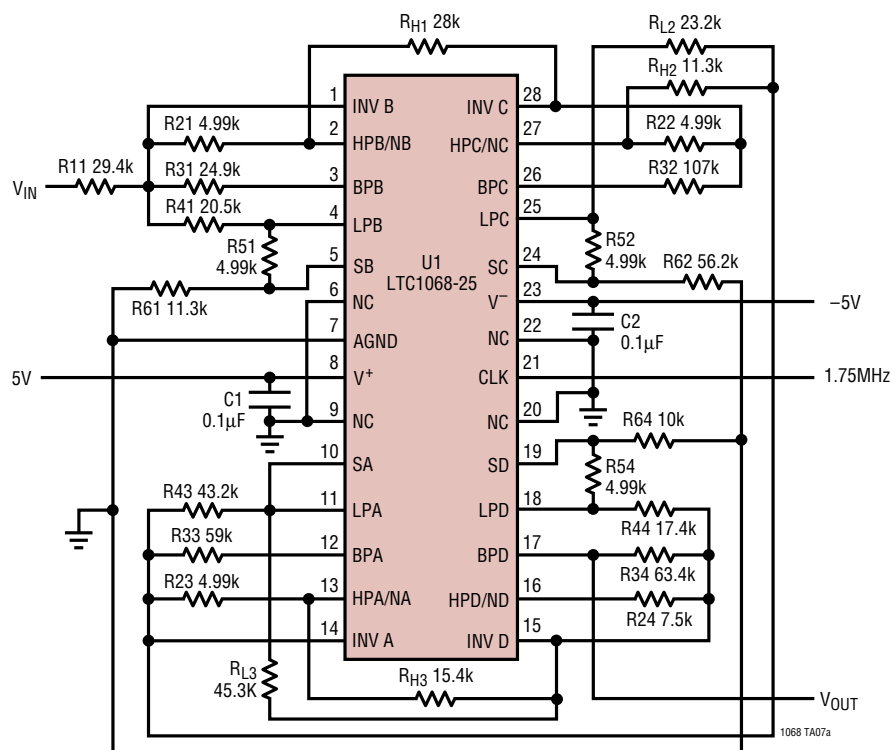 RH1 28k
RL2 23.2k
RH2 11.3k
1
INV B
INV C
28
R21 4.99k
2
HPB/NB
HPC/NC
27
R22 4.99k
R11 29.4k
R31 24.9k
3
BPB
BPC
26
R32 107k
VIN
R41 20.5k
4
LPB
LPC
25
R51
4.99k
R52
4.99k
U1
LTC1068-25
5
SB
SC
24
R62 56.2k
R61 11.3k
6
NC
V–
23
–5V
C2
0.1µF
7
AGND
NC
22
5V
8
V+
CLK
21
1.75MHz
C1
0.1µF
9
NC
NC
20
R64 10k
10
SA
SD
19
R54
4.99k
R43 43.2k
11
LPA
LPD
18
R44 17.4k
R33 59k
12
BPA
BPD
17
R34 63.4k
R23 4.99k
13
HPA/NA
HPD/ND
16
R24 7.5k
14
INV A
INV D
15
RL3
45.3K
RH3 15.4k
VOUT
1068 TA07a